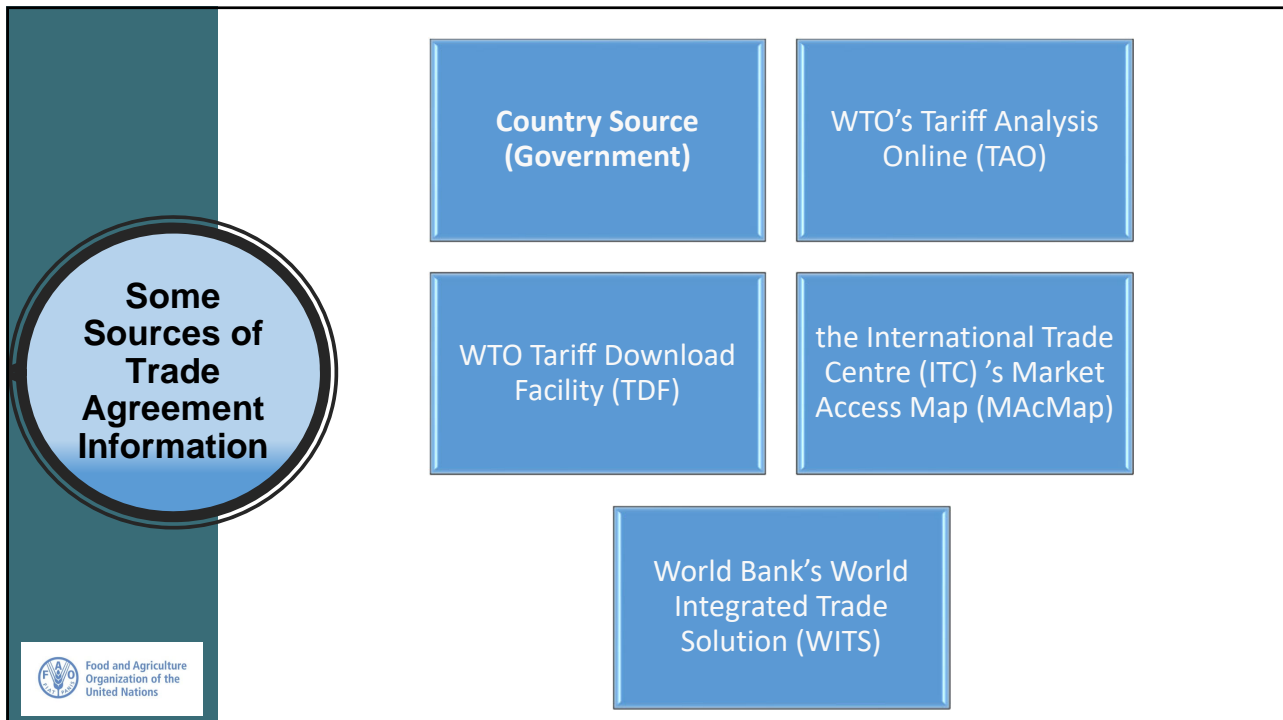 Some
Sources of
Trade
Agreement
Information
Country Source
(Government)
WTO’s Tariff Analysis
Online (TAO)
WTO Tariff Download
Facility (TDF)
the International Trade
Centre (ITC) ’s Market
Access Map (MAcMap)
World Bank’s World
Integrated Trade
Solution (WITS)
F A O
FIAT PANIS
Food and Agriculture
Organization of the
United Nations